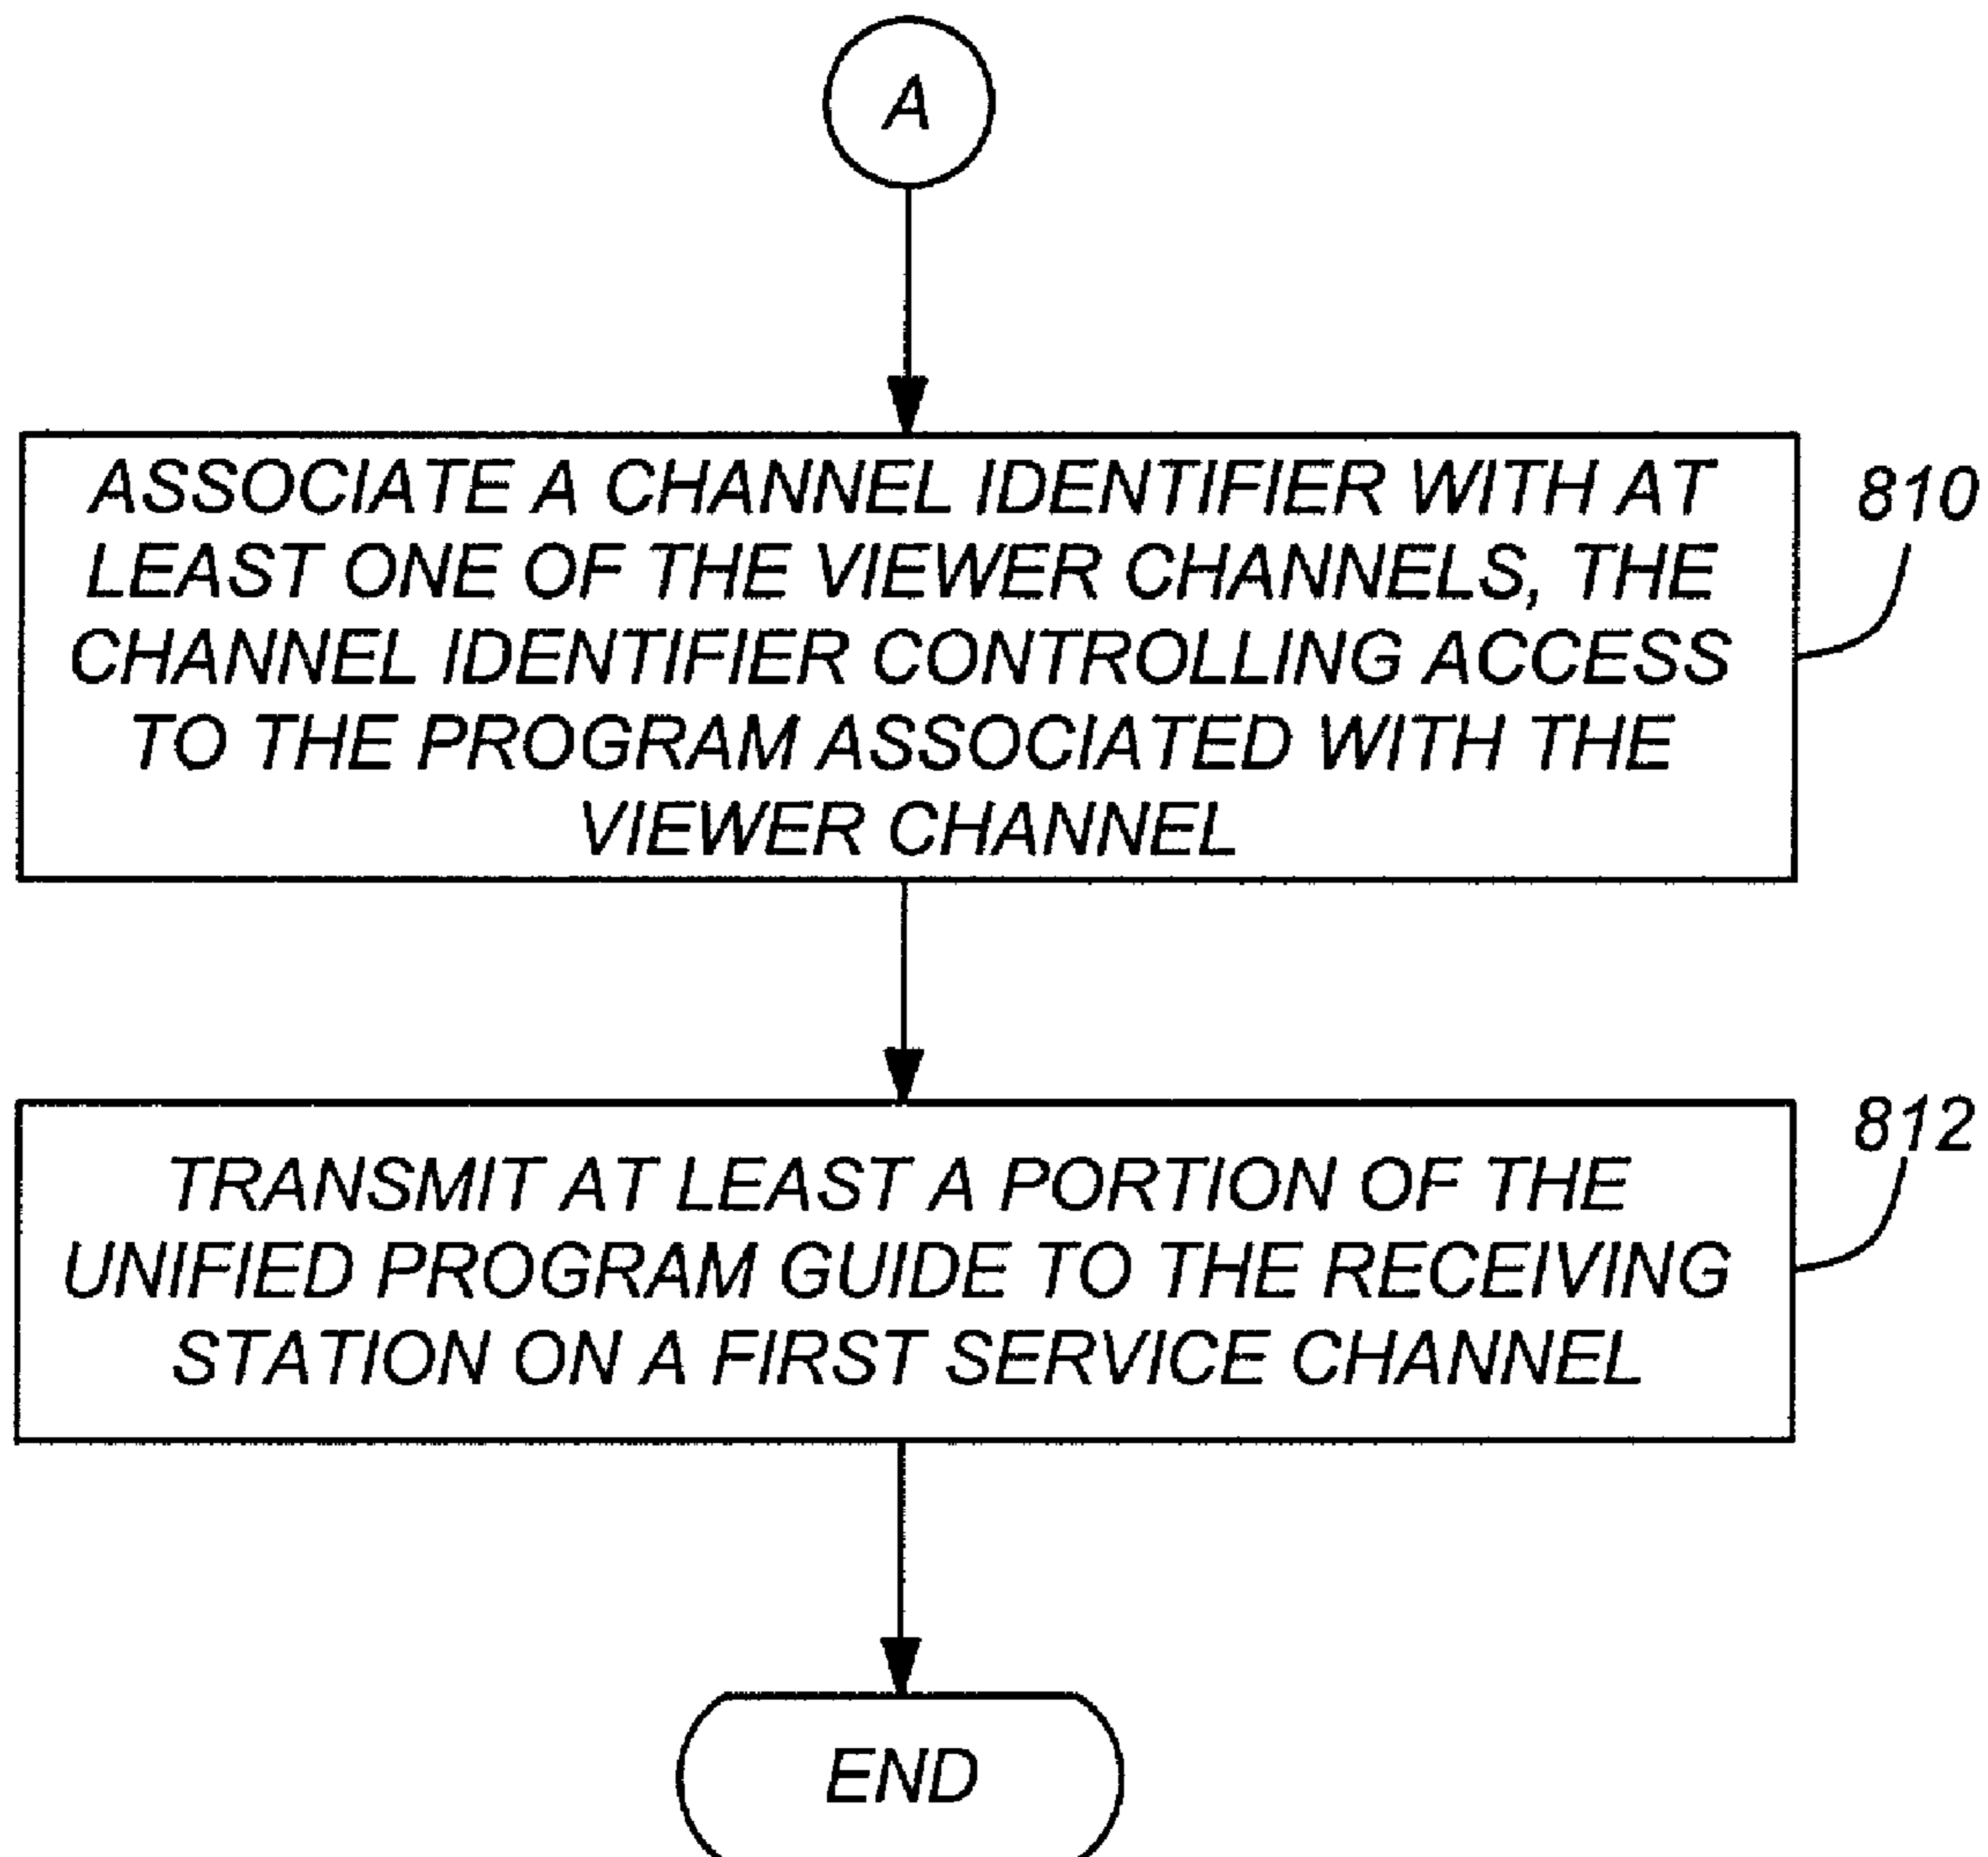 A
ASSOCIATE A CHANNEL IDENTIFIER WITH AT
LEAST ONE OF THE VIEWER CHANNELS, THE
CHANNEL IDENTIFIER CONTROLLING ACCESS
TO THE PROGRAM ASSOCIATED WITH THE
VIEWER CHANNEL
810
TRANSMIT AT LEAST A PORTION OF THE
UNIFIED PROGRAM GUIDE TO THE RECEIVING
STATION ON A FIRST SERVICE CHANNEL
812
END